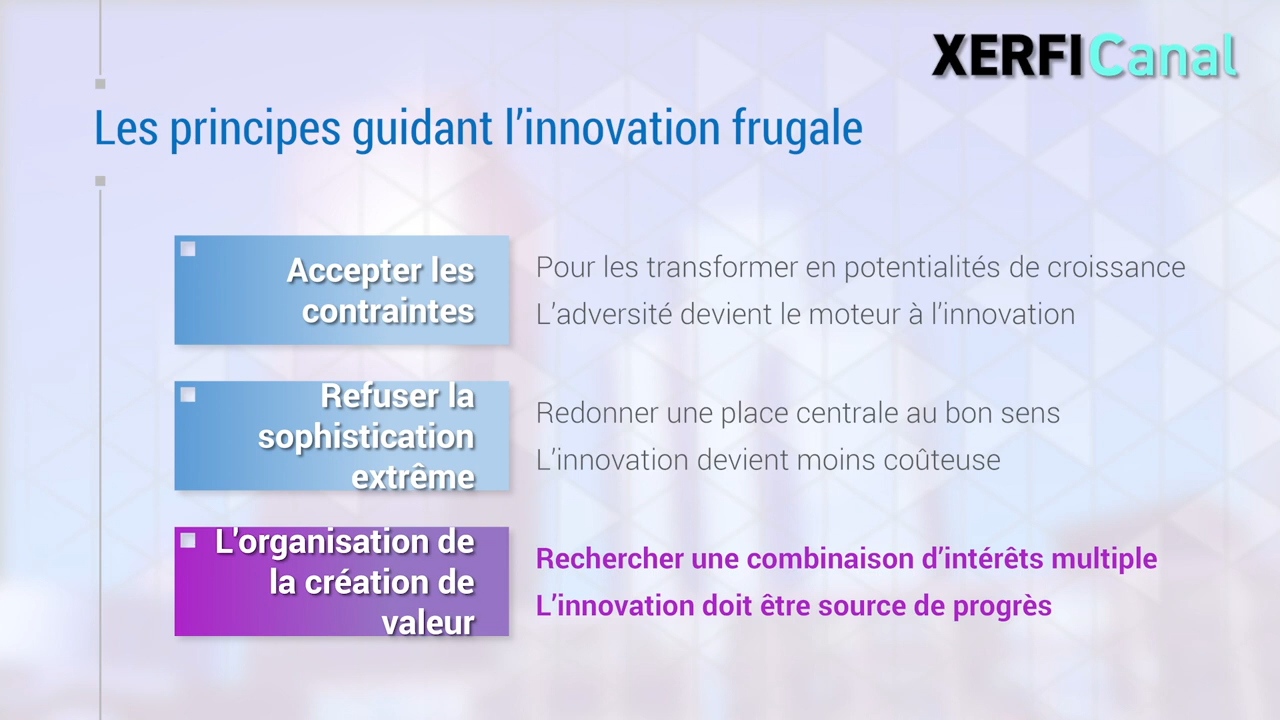 XERFICanal
Les principes guidant l’innovation frugale
Accepter les
contraintes
Pour les transformer en potentialités de croissance
L’adversité devient le moteur à l’innovation
Refuser la
sophistication
extrême
Redonner une place centrale au bon sens
L’innovation devient moins coûteuse
L'organisation de
la création de
valeur
Rechercher une combinaison d’intérêts multiple
L’innovation doit être source de progrès